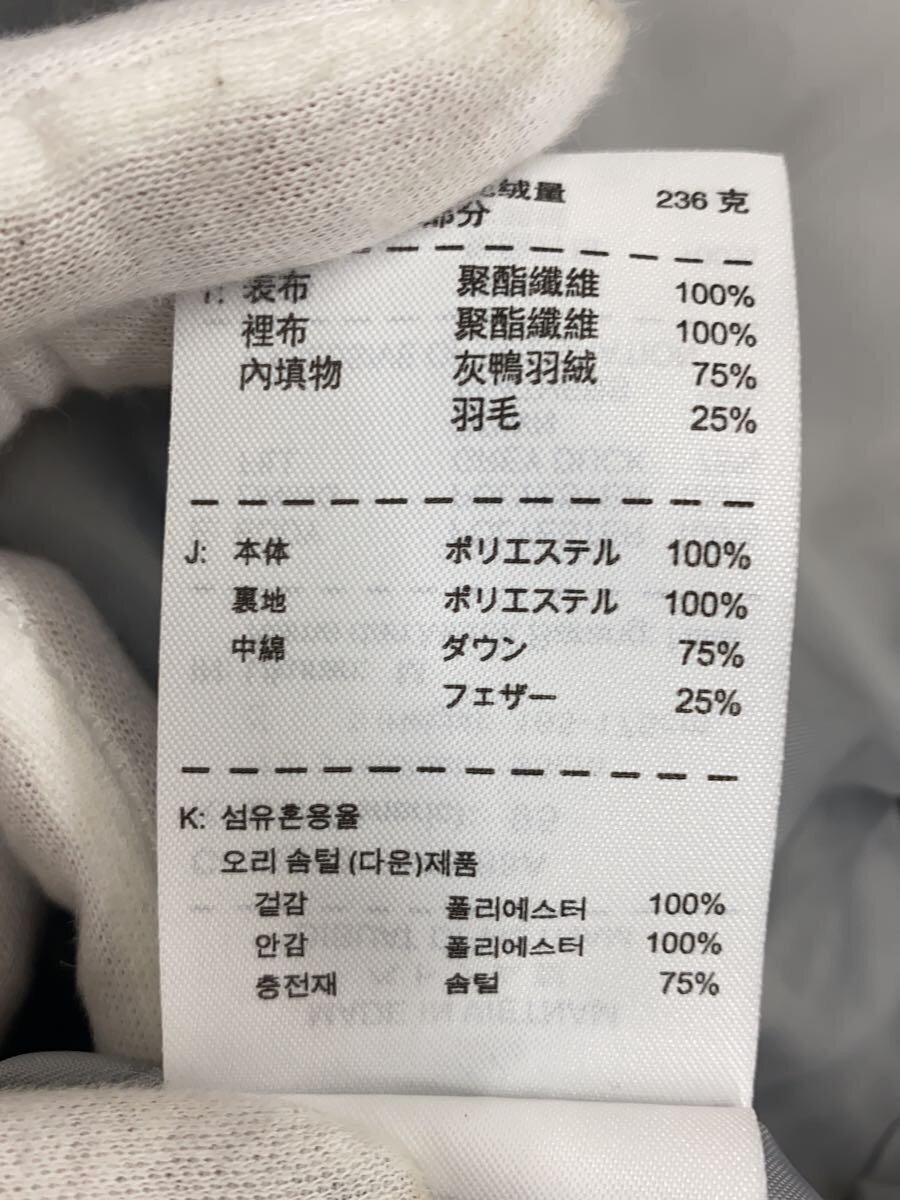 绒量 236 克
部分
T: 表布 聚酯纖維 100%
裡布 聚酯纖維 100%
內填物 灰鴨羽絨 75%
羽毛 25%
J: 本体 ポリエステル 100%
裏地 ポリエステル 100%
中綿 ダウン 75%
フェザー 25%
K: 섬유혼용율
오리 솜털 (다운)제품
겉감 폴리에스터 100%
안감 폴리에스터 100%
충전재 솜털 75%